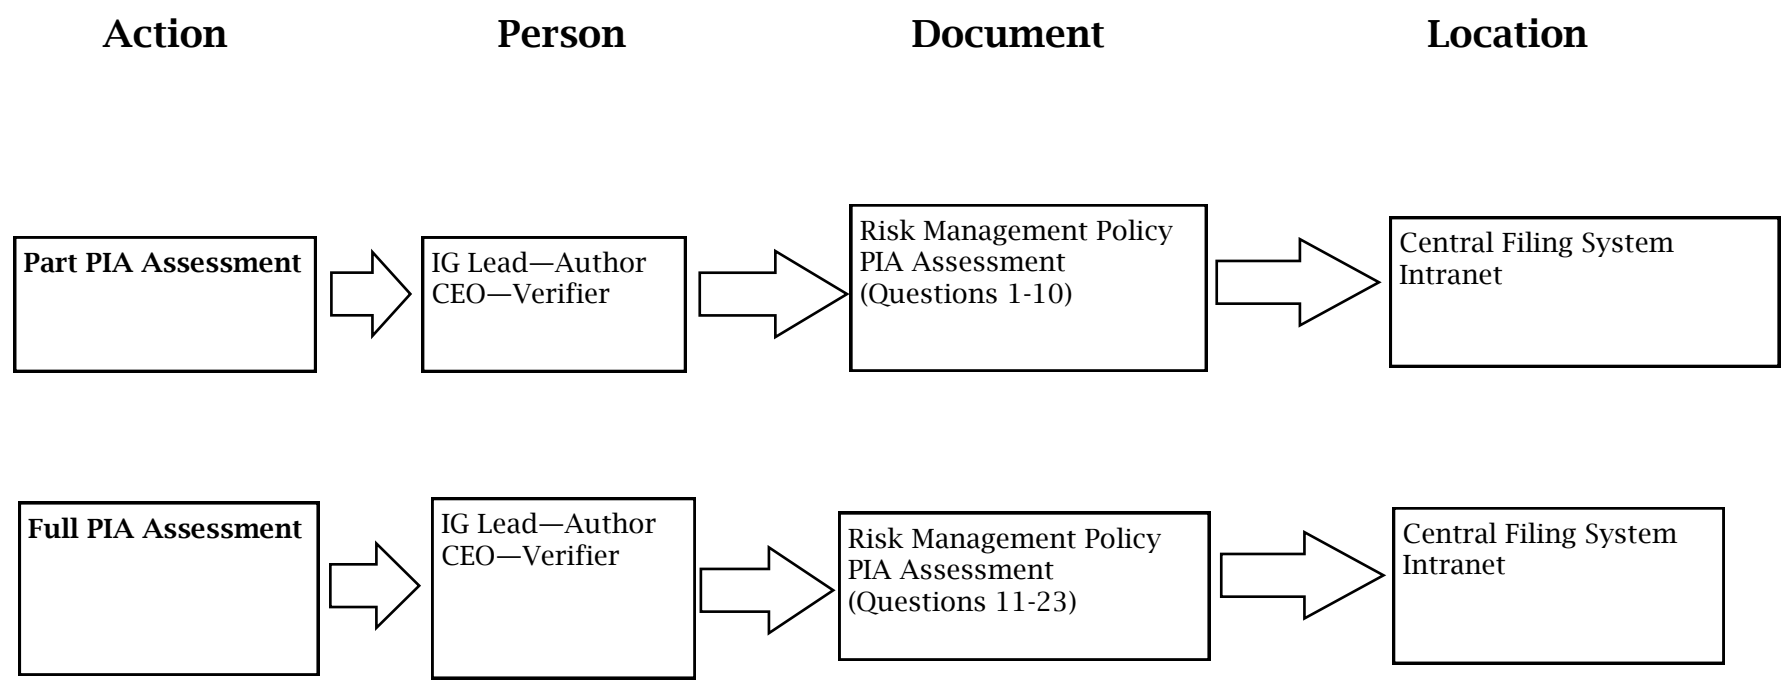 Action
Person
Document
Location
Part PIA Assessment
IG Lead—Author
CEO—Verifier
Risk Management Policy
PIA Assessment
(Questions 1-10)
Central Filing System
Intranet
Full PIA Assessment
IG Lead—Author
CEO—Verifier
Risk Management Policy
PIA Assessment
(Questions 11-23)
Central Filing System
Intranet